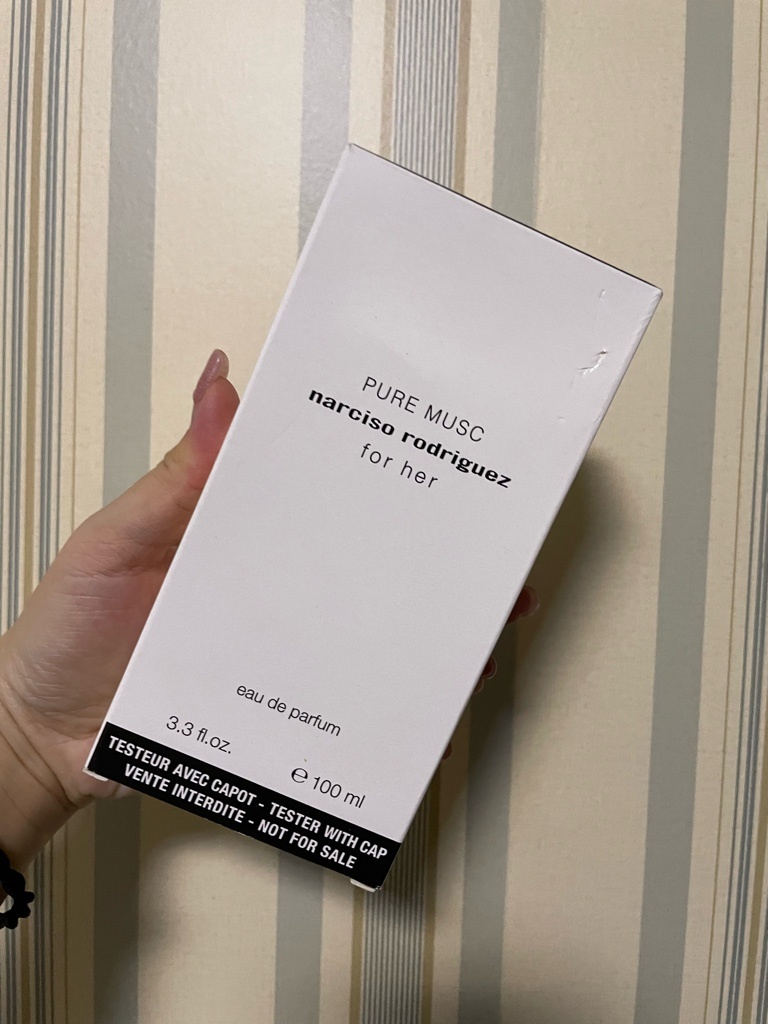 PURE MUSC
narciso rodriguez
for her
eau de parfum
3.3 fl.oz.
℮ 100 ml
TESTEUR AVEC CAPOT - TESTER WITH CAP
VENTE INTERDITE - NOT FOR SALE